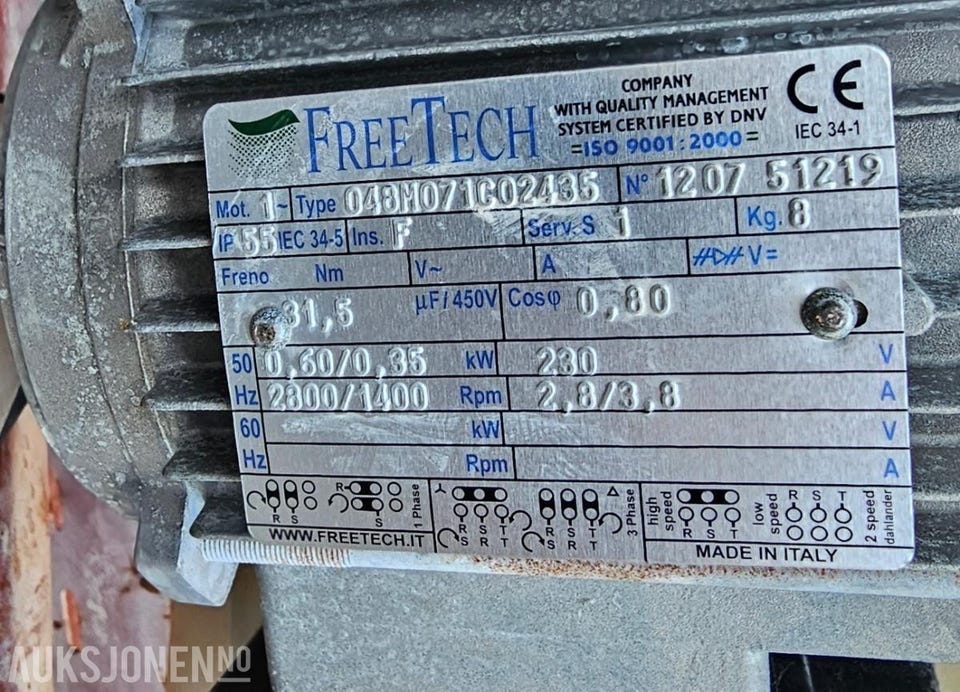 FREETECH
COMPANY
WITH QUALITY MANAGEMENT
SYSTEM CERTIFIED BY DNV
=ISO 9001:2000=
CE
IEC 34-1
Mot. 1~ Type 048M071C02435 N° 1207 51219
IP 55 IEC 34-5 Ins. F Serv. S 1 Kg. 8
Freno Nm V~ A V=
31,5 µF/450V Cosφ 0,80
50 Hz 0,60/0,35 kW 230 V
2800/1400 Rpm 2,8/3,8 A
60 Hz kW V
Rpm A
R S
R S
1 Phase
WWW.FREETECH.IT
R S T
S R T
R S T
S R T
3 Phase
high speed
R S T
low speed
R S T
2 speed dahlander
MADE IN ITALY
AUKSJONEN.NO